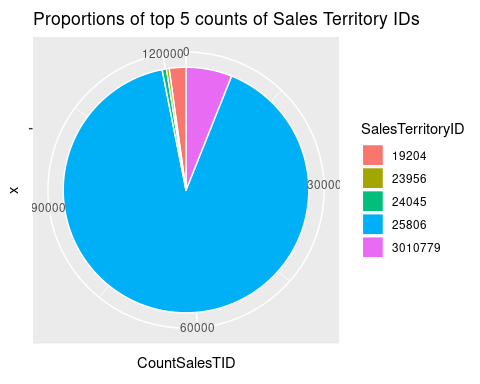 Proportions of top 5 counts of Sales Territory IDs
120000
0
30000
60000
90000
-
x
CountSalesTID
SalesTerritoryID
19204
23956
24045
25806
3010779